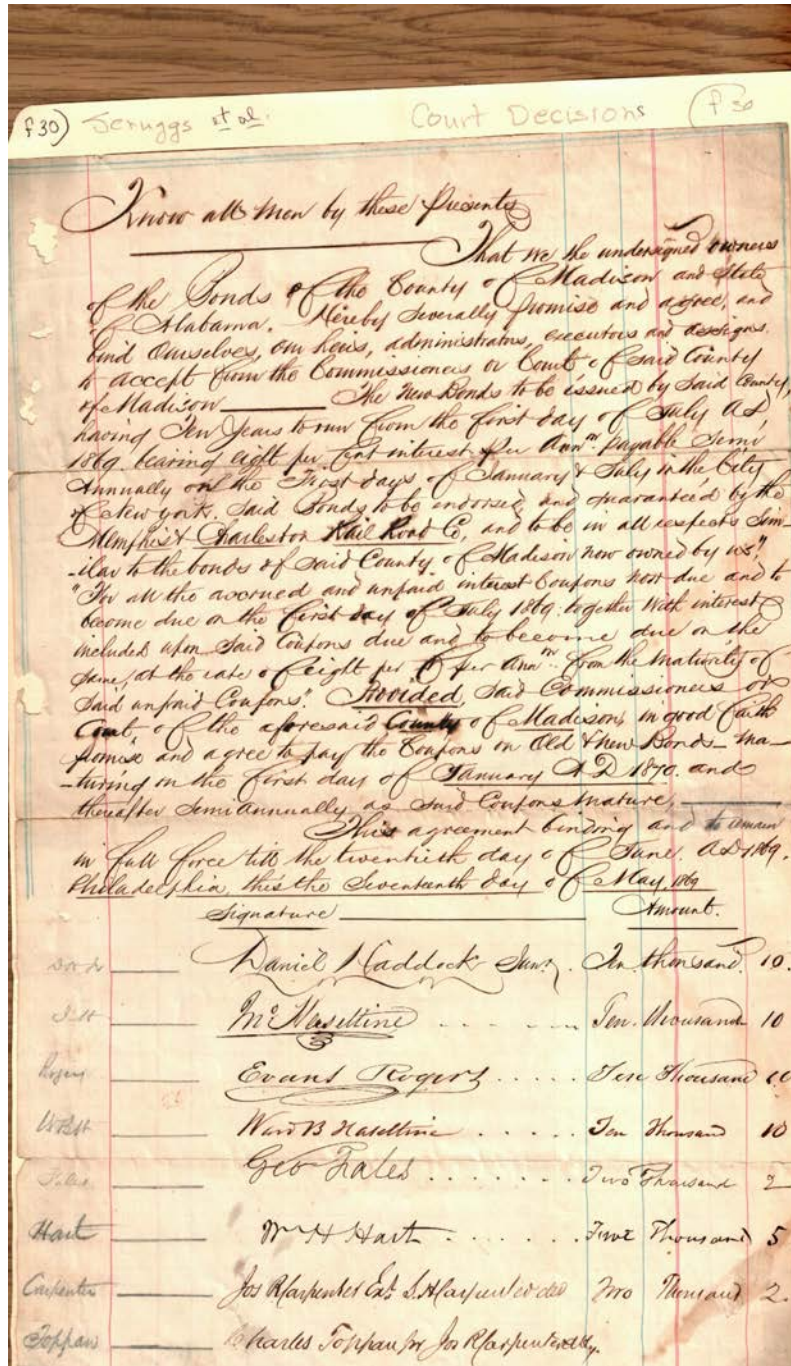 f 30) Scruggs et al. Court Decisions (f 30
Know all men by these Presents
That we the undersigned owners
of the Bonds of the County of Madison and State
of Alabama. Hereby Severally promise and agree, and
bind Ourselves, our heirs, administrators, executors and assigns
to accept from the Commissioners or Court of said County
of Madison The New Bonds to be issued by said County,
having Ten Years to run from the first day of July AD,
1869. bearing eight per Cent interest per Annm. payable Semi
Annually on the First days of January & July in the City
of New York. Said Bonds to be endorsed and guaranteed by the
Memphis & Charleston Rail Road Co, and to be in all respects Sim-
-ilar to the bonds of said County of Madison now owned by us".
"For all the accrued and unpaid interest Coupons now due and to
become due on the first day of July 1869. together With interest
included upon Said Coupons due and to become due on the
same, at the rate of eight per Ct per Annm. from the maturity of
said unpaid Coupons". Provided, said Commissioners or
Court of the aforesaid County of Madison, in good faith
promise and agree to pay the Coupons on Old & New Bonds - ma-
-turing on the first day of January A D 1870. and
thereafter Semi Annually as said Coupons mature,
This agreement binding and to remain
in full force till the twentieth day of June. AD 1869.
Philadelphia, this the Seventeenth day of May. 1869
Signature Amount.
Daniel Haddock Junr. Ten thousand. 10.
J. H Mc Haseltine Ten. thousand 10
Rogers Evans Rogers Ten Thousand 10
W B H Ward B Haseltine Ten Thousand 10
Fales Geo Fales Two Thousand 2
Hart Wm H Hart Five Thousand 5
Carpenter Jos R Carpenter Exr. S. H Carpenter decd Two Thousand 2.
Toppan Charles Toppan pr Jos R Carpenter Atty.